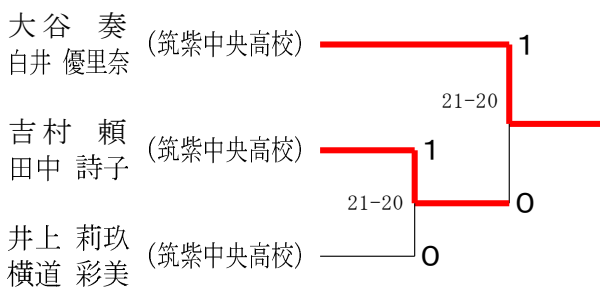 大谷　奏
白井 優里奈
(筑紫中央高校)
1
21-20
吉村　頼
田中 詩子
(筑紫中央高校)
1
21-20
0
井上 莉玖
横道 彩美
(筑紫中央高校)
0